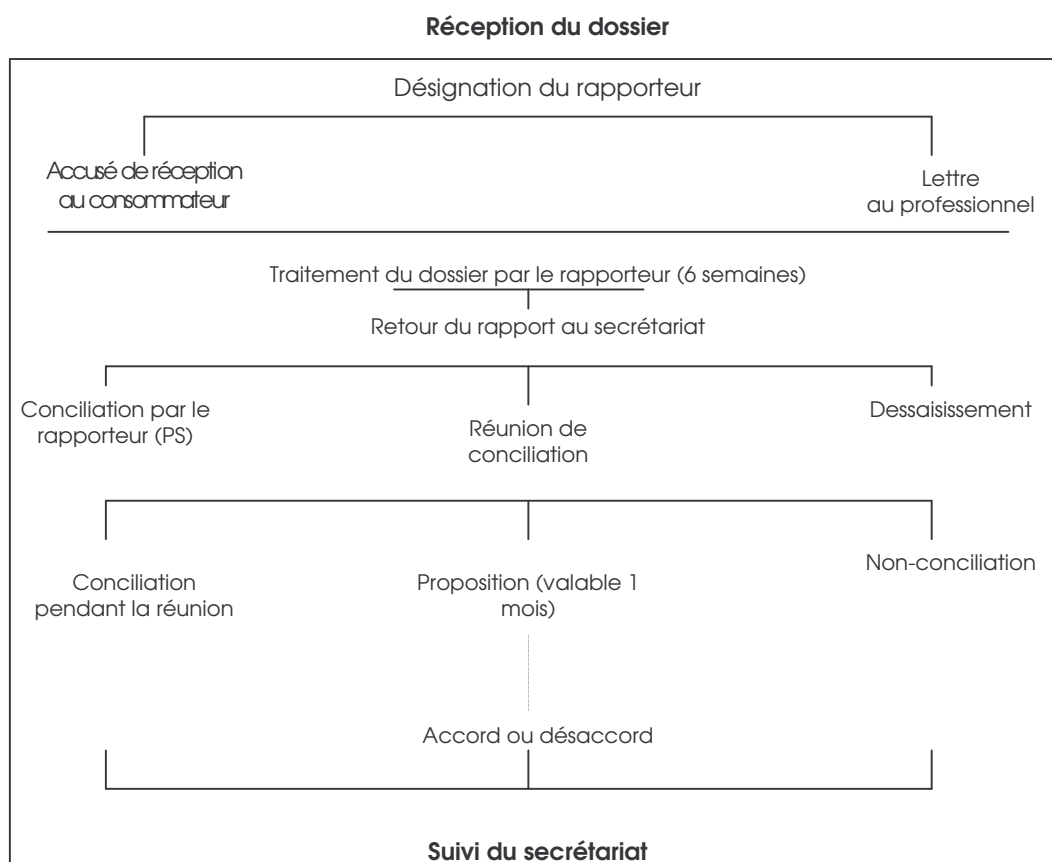 Réception du dossier
Désignation du rapporteur
Accusé de réception
au consommateur
Lettre
au professionnel
Traitement du dossier par le rapporteur (6 semaines)
Retour du rapport au secrétariat
Conciliation par le
rapporteur (PS)
Réunion de
conciliation
Dessaisissement
Conciliation
pendant la réunion
Proposition (valable 1
mois)
Non-conciliation
Accord ou désaccord
Suivi du secrétariat